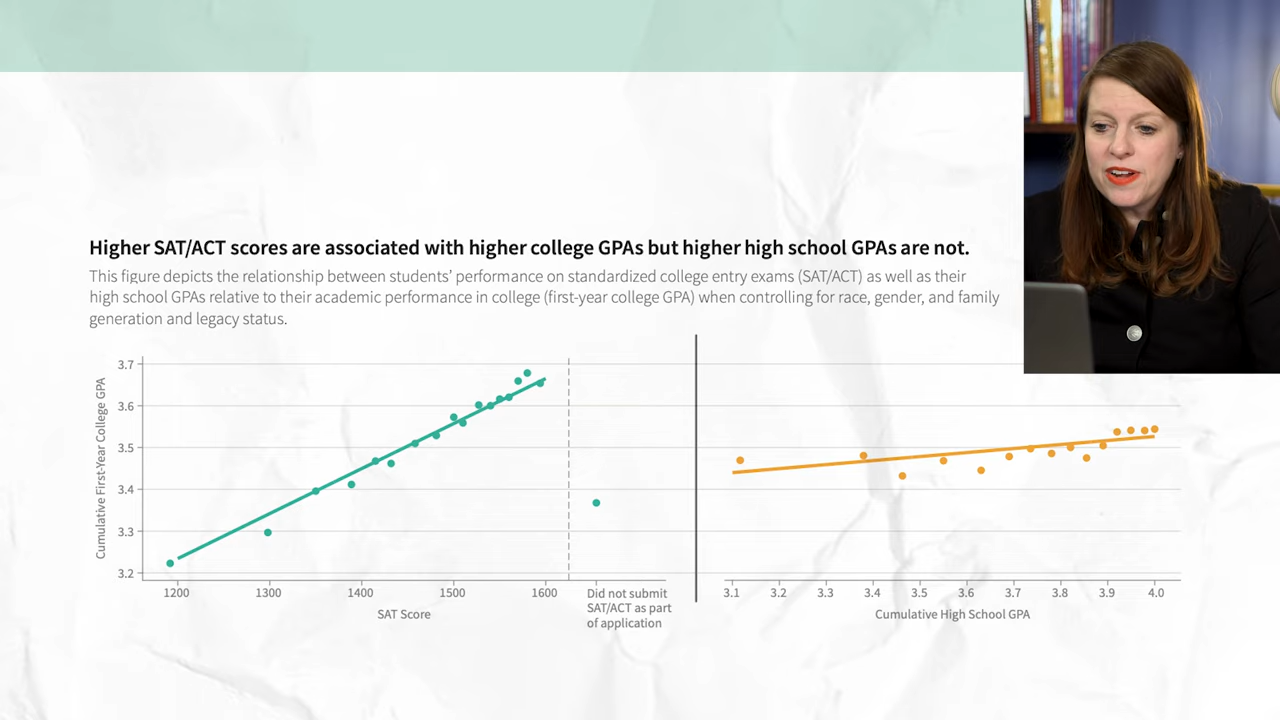 Higher SAT/ACT scores are associated with higher college GPAs but higher high school GPAs are not.
This figure depicts the relationship between students’ performance on standardized college entry exams (SAT/ACT) as well as their
high school GPAs relative to their academic performance in college (first-year college GPA) when controlling for race, gender, and family
generation and legacy status.
Cumulative First-Year College GPA
3.7
3.6
3.5
3.4
3.3
3.2
1200 1300 1400 1500 1600
SAT Score
Did not submit
SAT/ACT as part
of application
3.1 3.2 3.3 3.4 3.5 3.6 3.7 3.8 3.9 4.0
Cumulative High School GPA